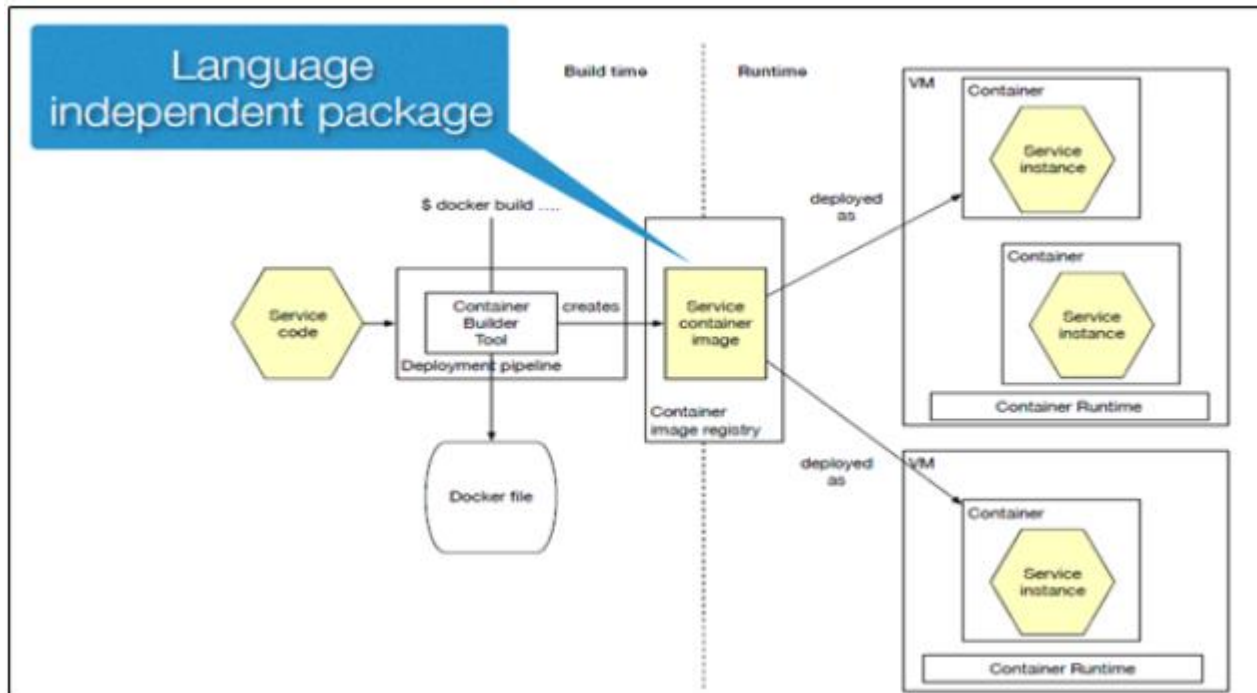 Language
independent package
Build time
Runtime
VM
Container
Service
instance
deployed
as
$ docker build ....
Container
Service
instance
Service
code
Container
Builder
Tool
creates
Deployment pipeline
Service
container
image
Container
image registry
Container Runtime
Docker file
deployed
as
VM
Container
Service
instance
Container Runtime